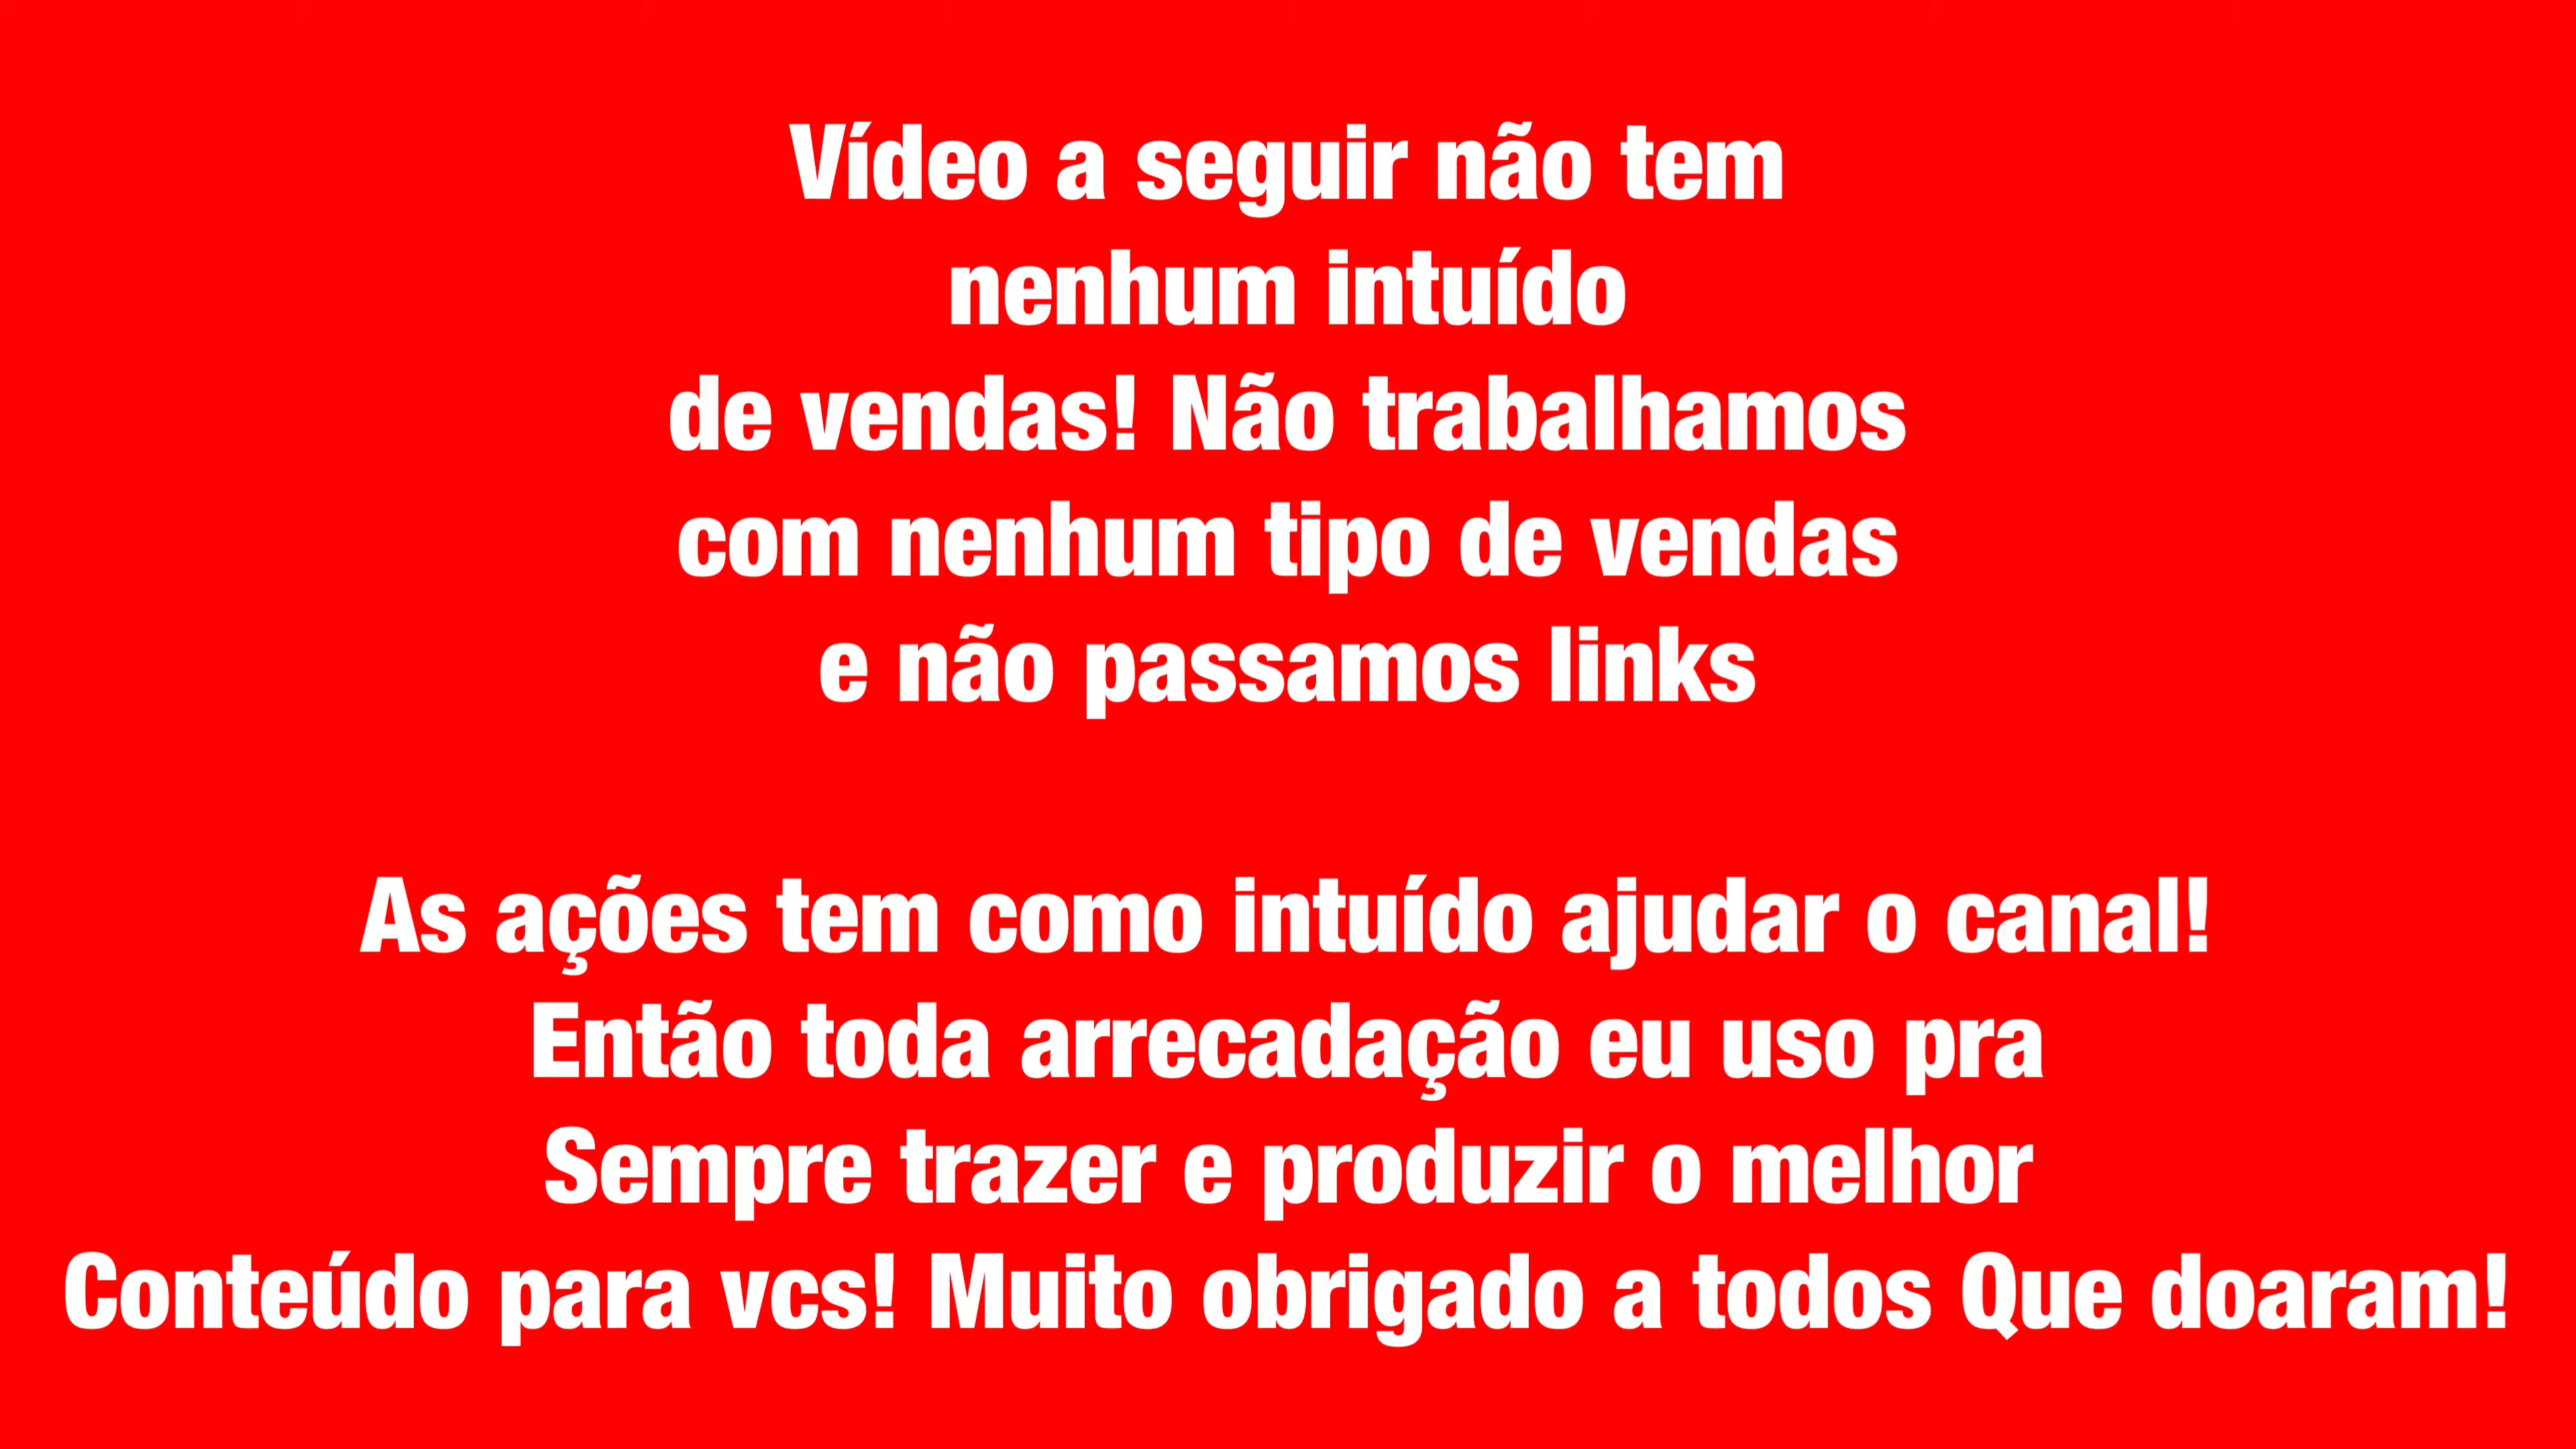 Vídeo a seguir não tem
nenhum intuído
de vendas! Não trabalhamos
com nenhum tipo de vendas
e não passamos links
As ações tem como intuído ajudar o canal!
Então toda arrecadação eu uso pra
Sempre trazer e produzir o melhor
Conteúdo para vcs! Muito obrigado a todos Que doaram!